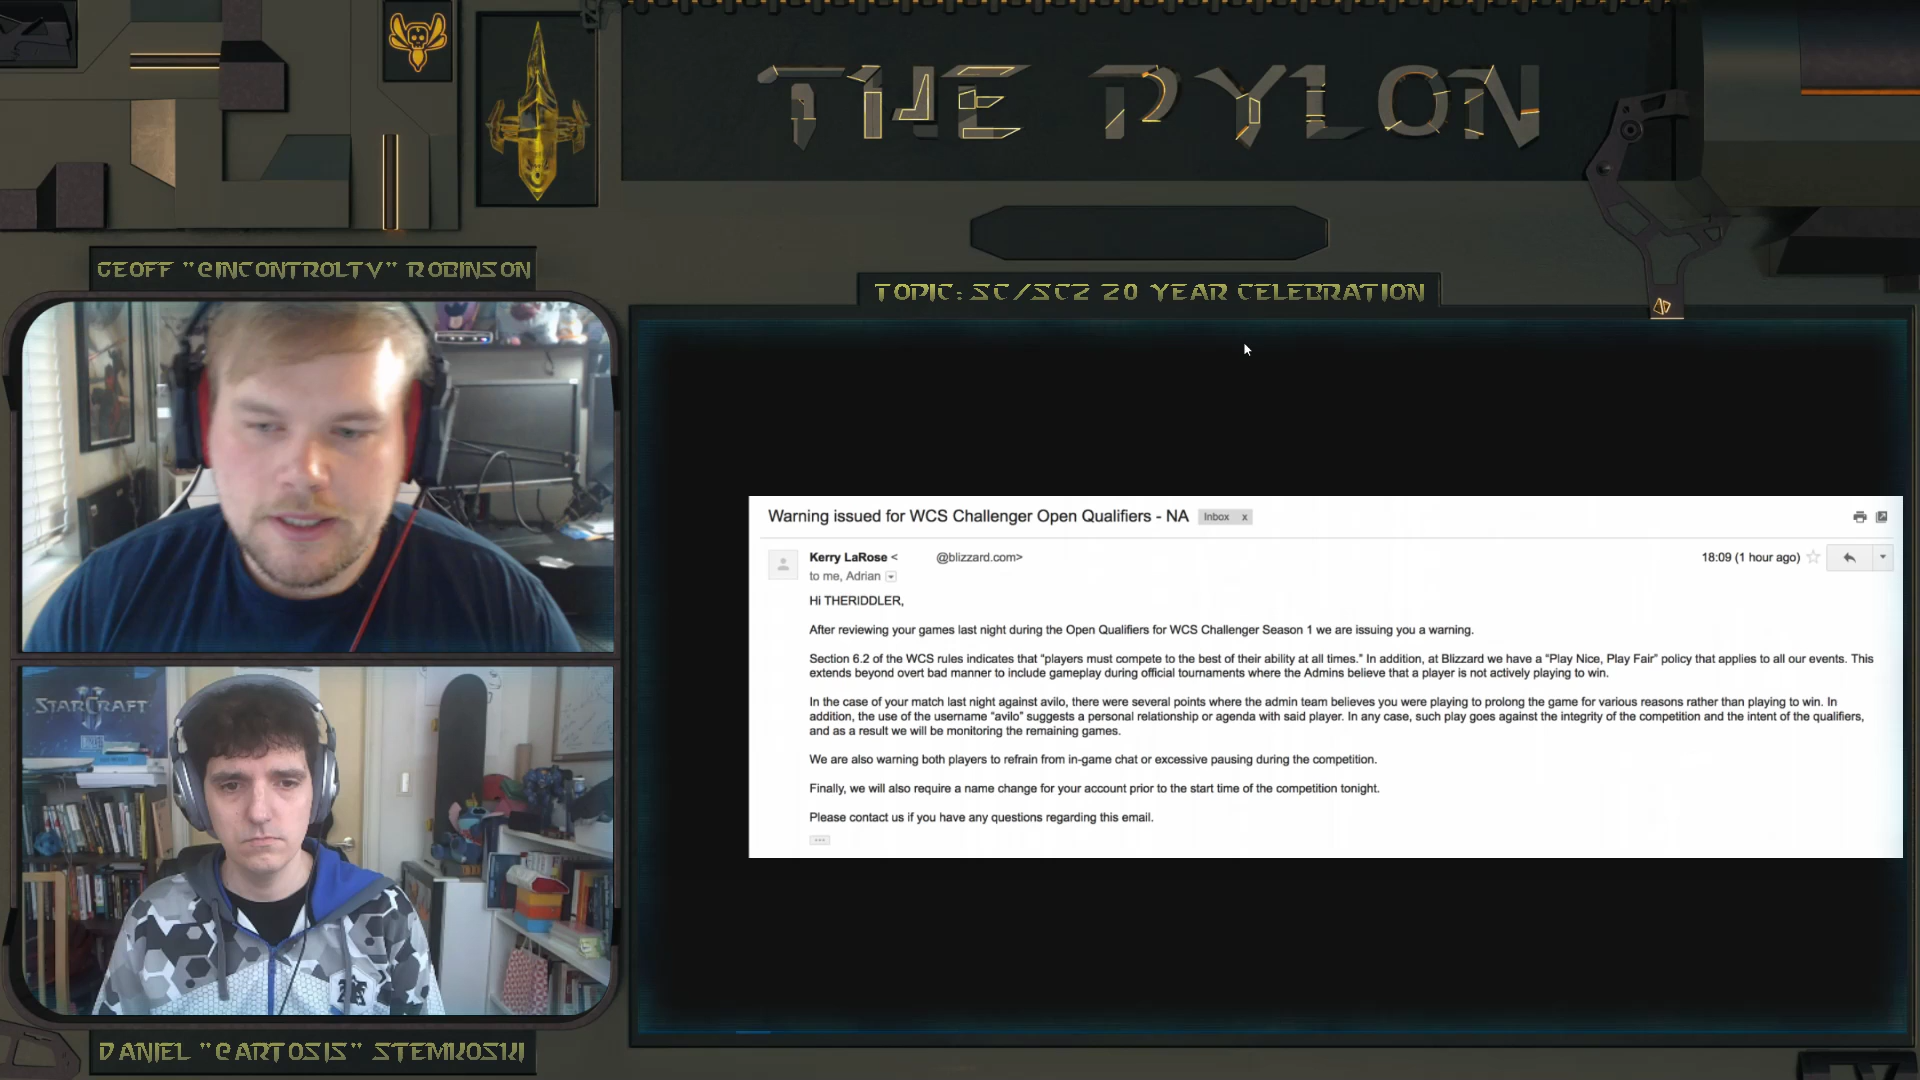 THE PYLON
GEOFF "@INCONTROLTV" ROBINSON
TOPIC: SC/SC2 20 YEAR CELEBRATION
Warning issued for WCS Challenger Open Qualifiers - NA Inbox x
Kerry LaRose < @blizzard.com> 18:09 (1 hour ago)
to me, Adrian
Hi THERIDDLER,
After reviewing your games last night during the Open Qualifiers for WCS Challenger Season 1 we are issuing you a warning.
Section 6.2 of the WCS rules indicates that “players must compete to the best of their ability at all times.” In addition, at Blizzard we have a “Play Nice, Play Fair” policy that applies to all our events. This
extends beyond overt bad manner to include gameplay during official tournaments where the Admins believe that a player is not actively playing to win.
In the case of your match last night against avilo, there were several points where the admin team believes you were playing to prolong the game for various reasons rather than playing to win. In
addition, the use of the username “avilo” suggests a personal relationship or agenda with said player. In any case, such play goes against the integrity of the competition and the intent of the qualifiers,
and as a result we will be monitoring the remaining games.
We are also warning both players to refrain from in-game chat or excessive pausing during the competition.
Finally, we will also require a name change for your account prior to the start time of the competition tonight.
Please contact us if you have any questions regarding this email.
STARCRAFT
II
BLIZZARD
DANIEL "@ARTOSIS" STEMKOSKI